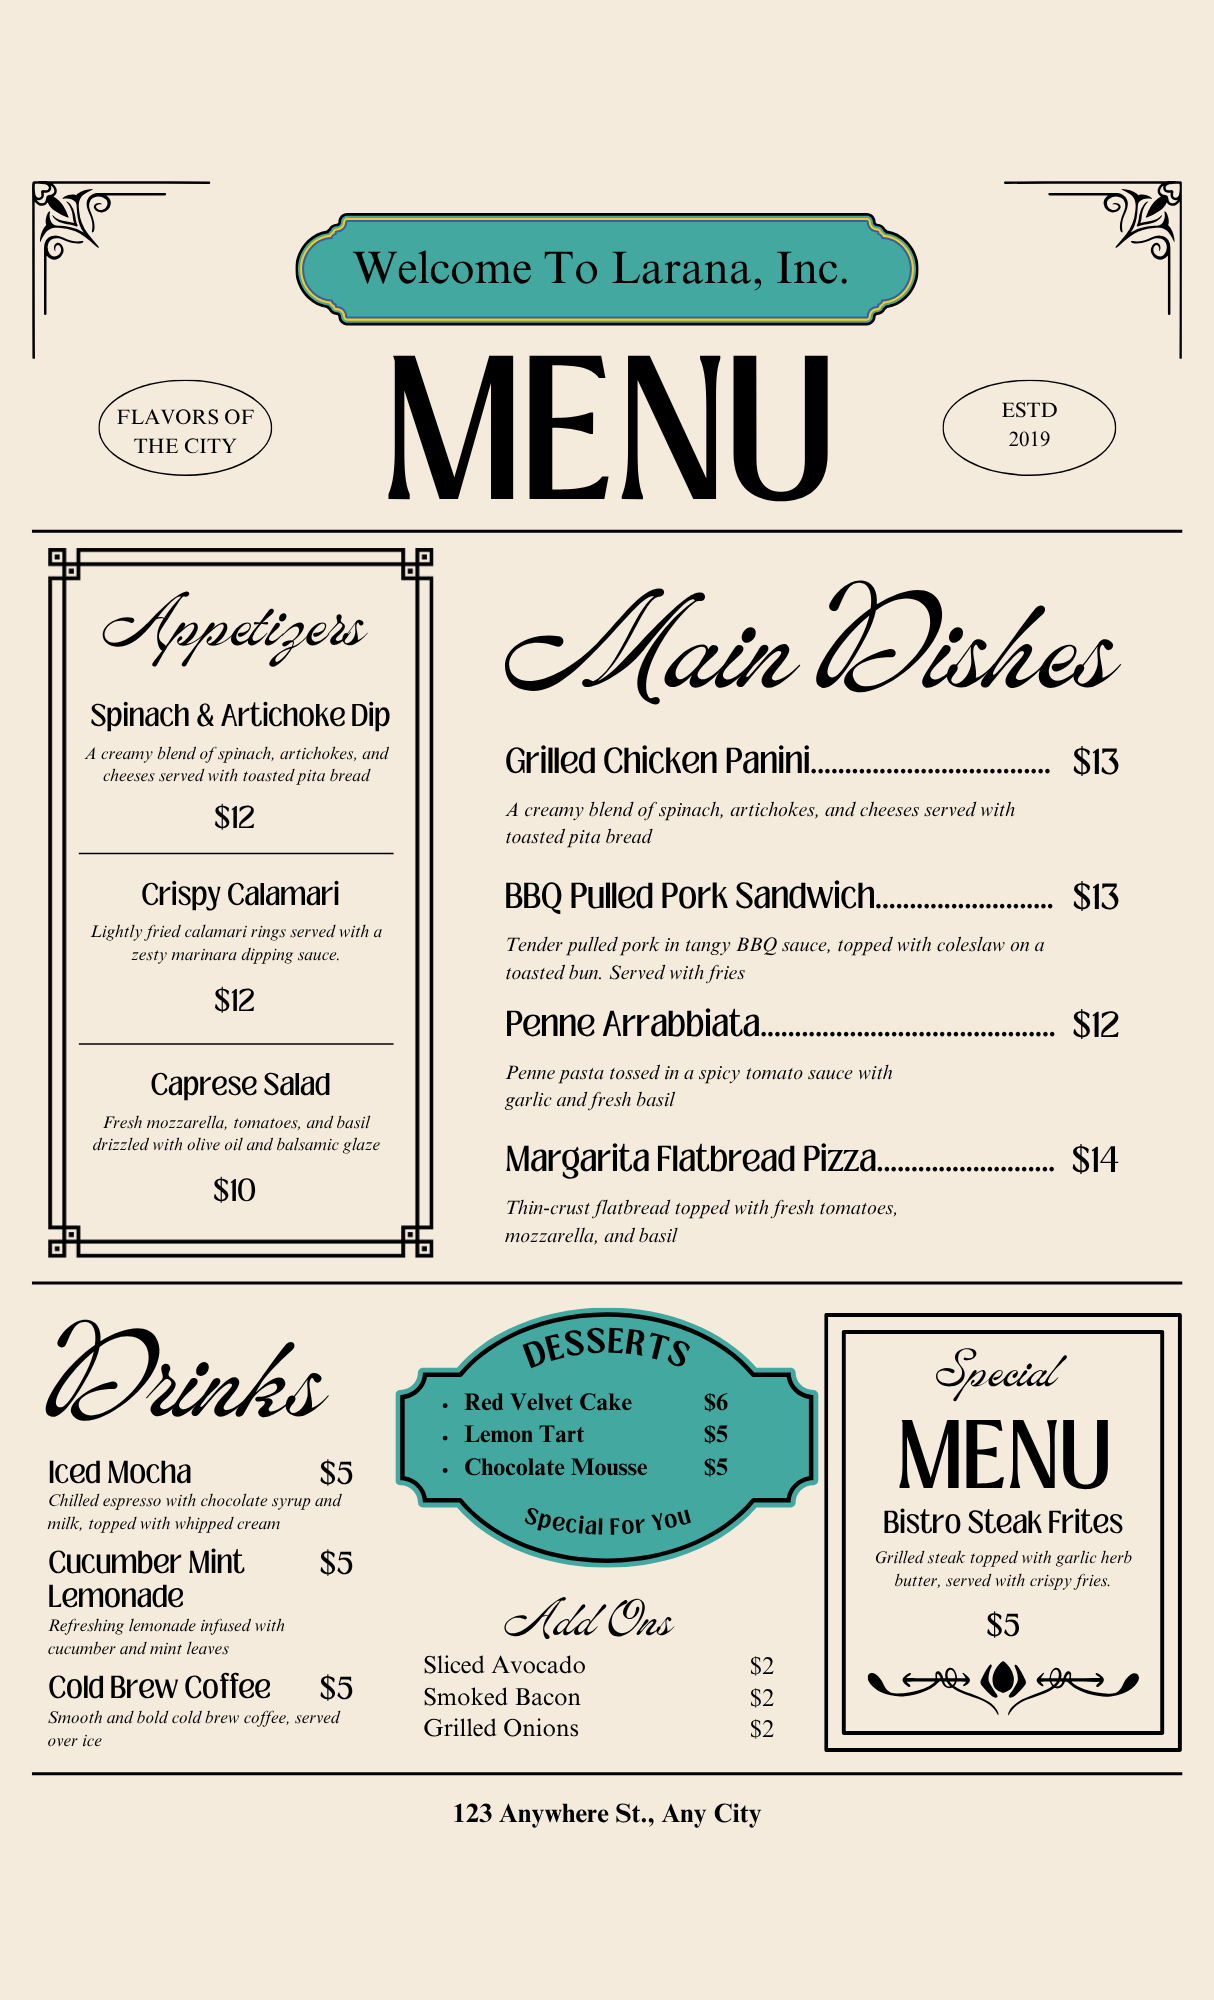 Welcome To Larana, Inc.
MENU
FLAVORS OF
THE CITY
ESTD
2019
Appetizers
Spinach & Artichoke Dip
A creamy blend of spinach, artichokes, and
cheeses served with toasted pita bread
$12
Crispy Calamari
Lightly fried calamari rings served with a
zesty marinara dipping sauce.
$12
Caprese Salad
Fresh mozzarella, tomatoes, and basil
drizzled with olive oil and balsamic glaze
$10
Main Dishes
Grilled Chicken Panini................................... $13
A creamy blend of spinach, artichokes, and cheeses served with
toasted pita bread
BBQ Pulled Pork Sandwich.......................... $13
Tender pulled pork in tangy BBQ sauce, topped with coleslaw on a
toasted bun. Served with fries
Penne Arrabbiata........................................... $12
Penne pasta tossed in a spicy tomato sauce with
garlic and fresh basil
Margarita Flatbread Pizza.......................... $14
Thin-crust flatbread topped with fresh tomatoes,
mozzarella, and basil
Drinks
Iced Mocha $5
Chilled espresso with chocolate syrup and
milk, topped with whipped cream
Cucumber Mint $5
Lemonade
Refreshing lemonade infused with
cucumber and mint leaves
Cold Brew Coffee $5
Smooth and bold cold brew coffee, served
over ice
DESSERTS
• Red Velvet Cake $6
• Lemon Tart $5
• Chocolate Mousse $5
Special For You
Add Ons
Sliced Avocado $2
Smoked Bacon $2
Grilled Onions $2
Special
MENU
Bistro Steak Frites
Grilled steak topped with garlic herb
butter, served with crispy fries.
$5
123 Anywhere St., Any City